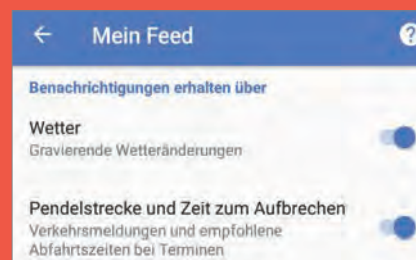 Mein Feed
Benachrichtigungen erhalten über
Wetter
Gravierende Wetteränderungen
Pendelstrecke und Zeit zum Aufbrechen
Verkehrsmeldungen und empfohlene
Abfahrtszeiten bei Terminen